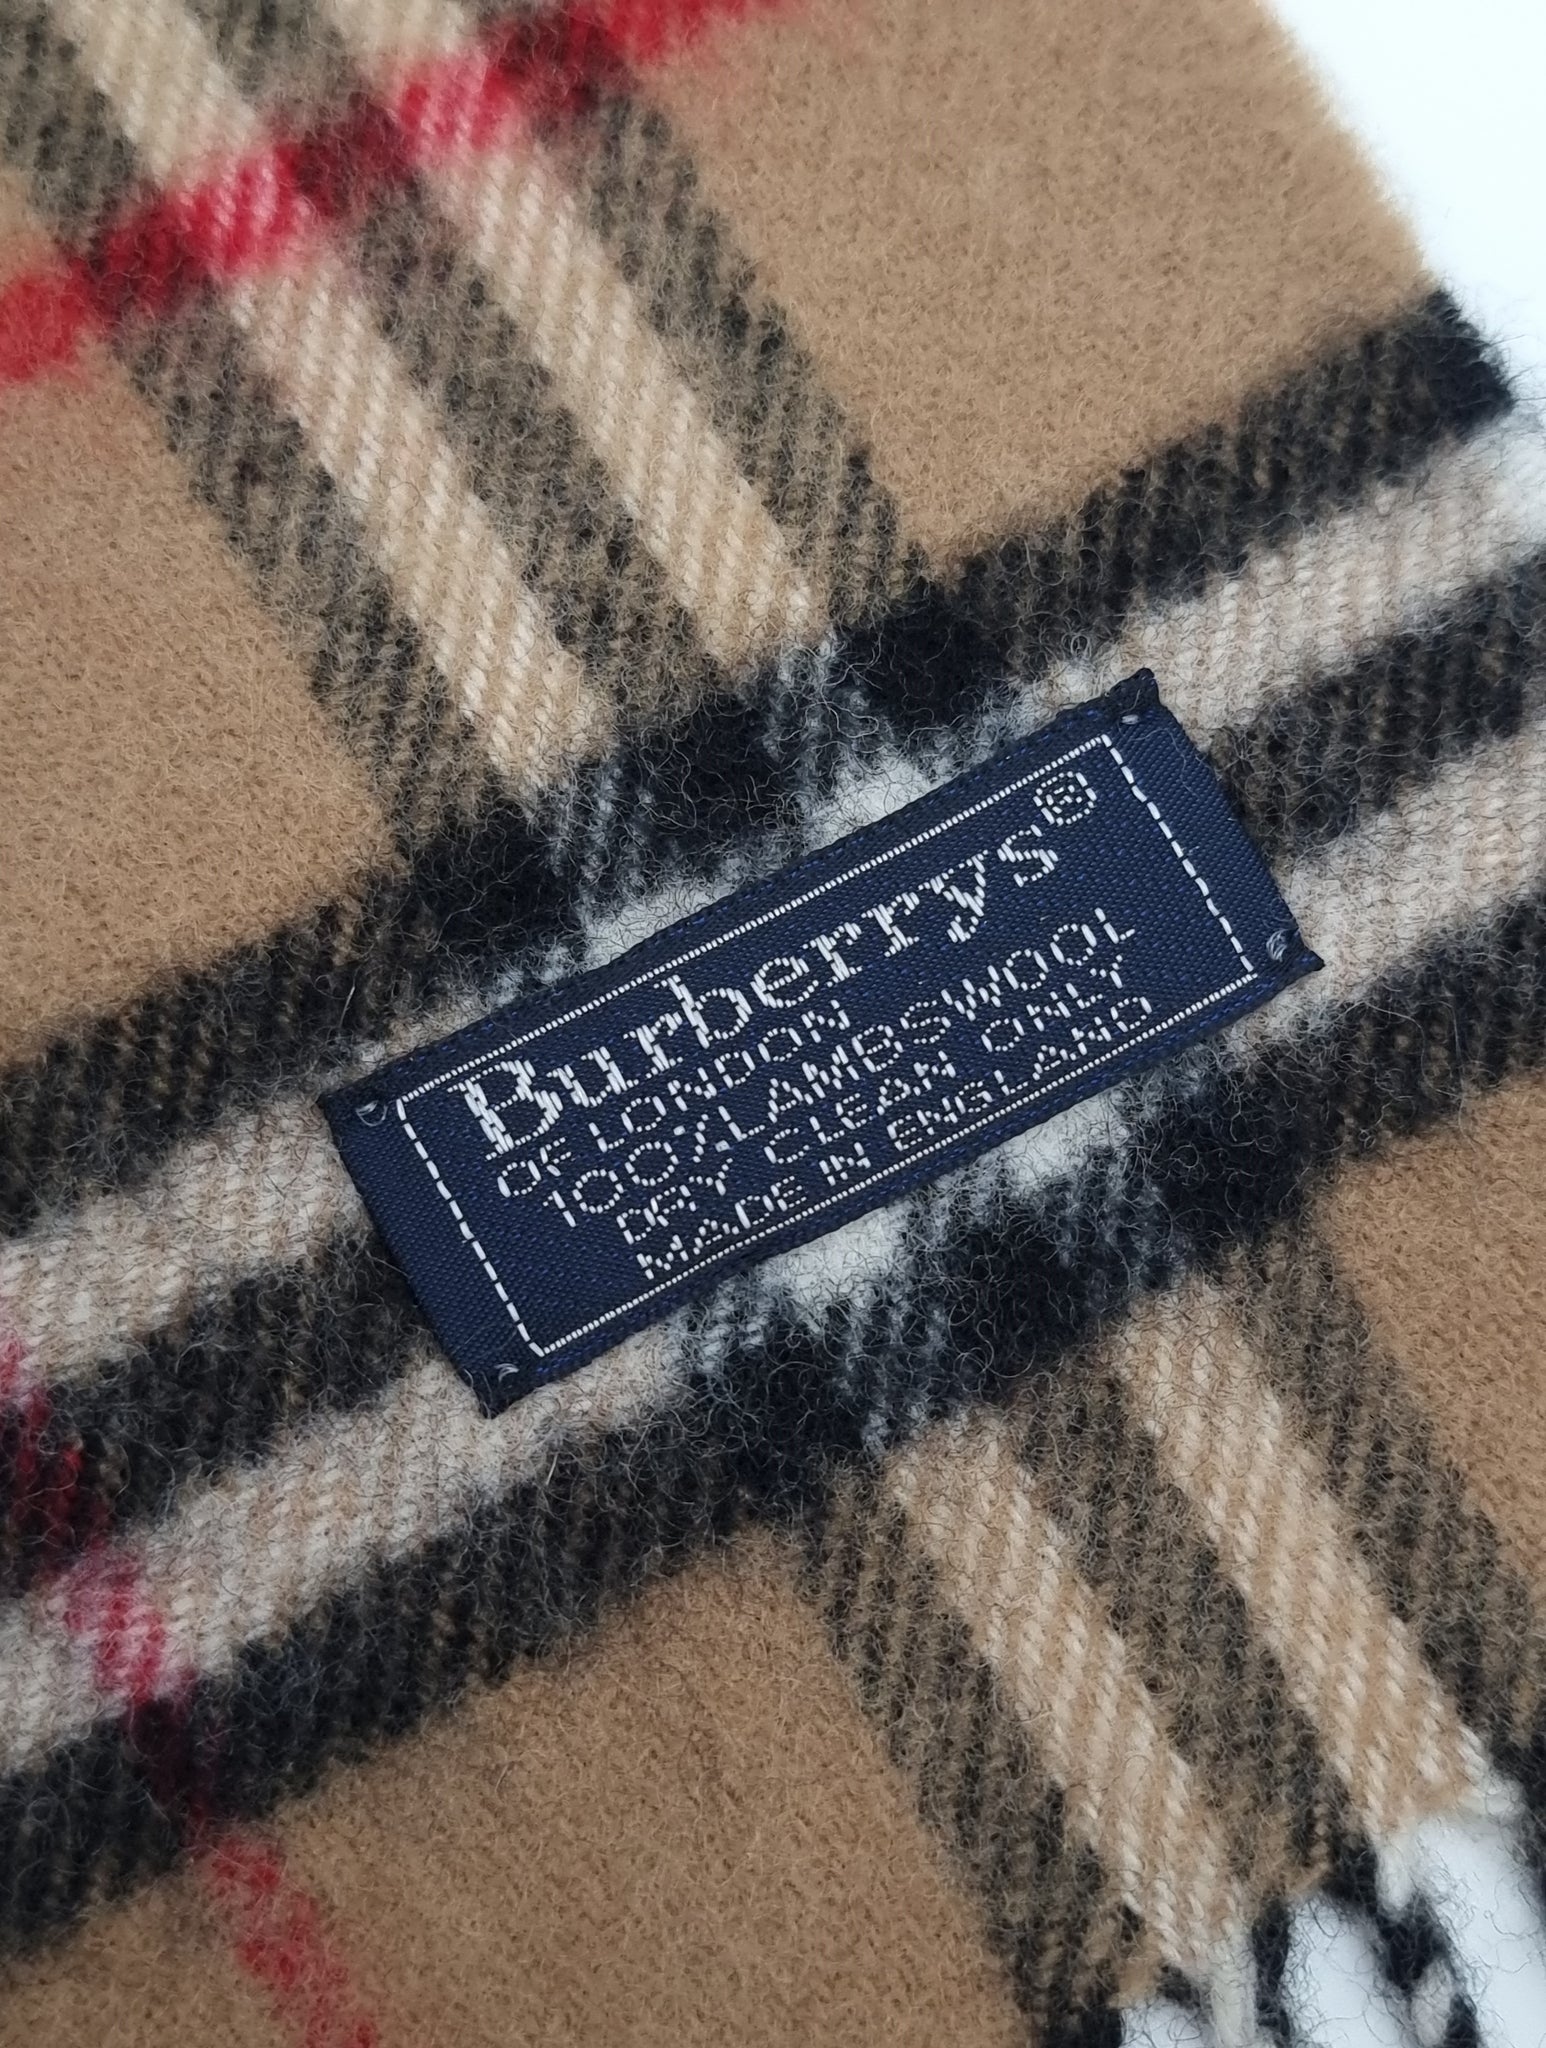 Burberrys®
OF LONDON
100%LAMBSWOOL
DRY CLEAN ONLY
MADE IN ENGLAND